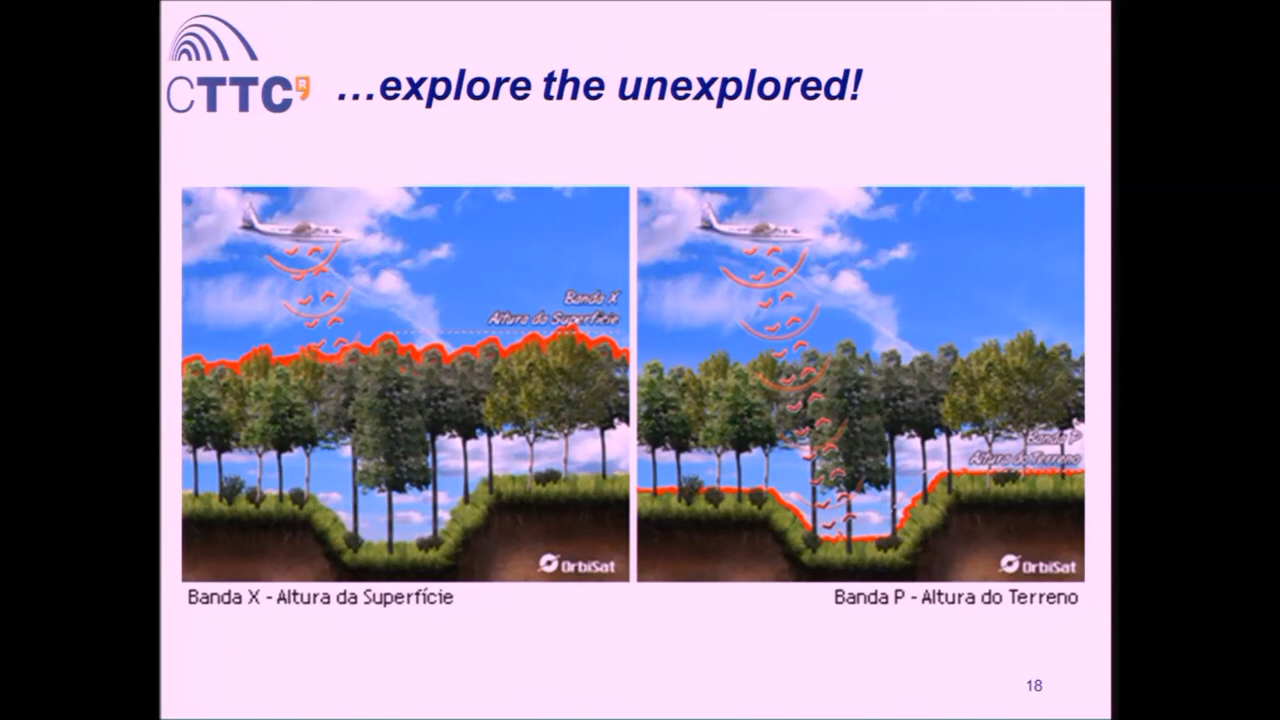 CTTC R
...explore the unexplored!
Banda X
Altura da Superfície
Banda P
Altura do Terreno
OrbiSat
OrbiSat
Banda X - Altura da Superfície
Banda P - Altura do Terreno
18